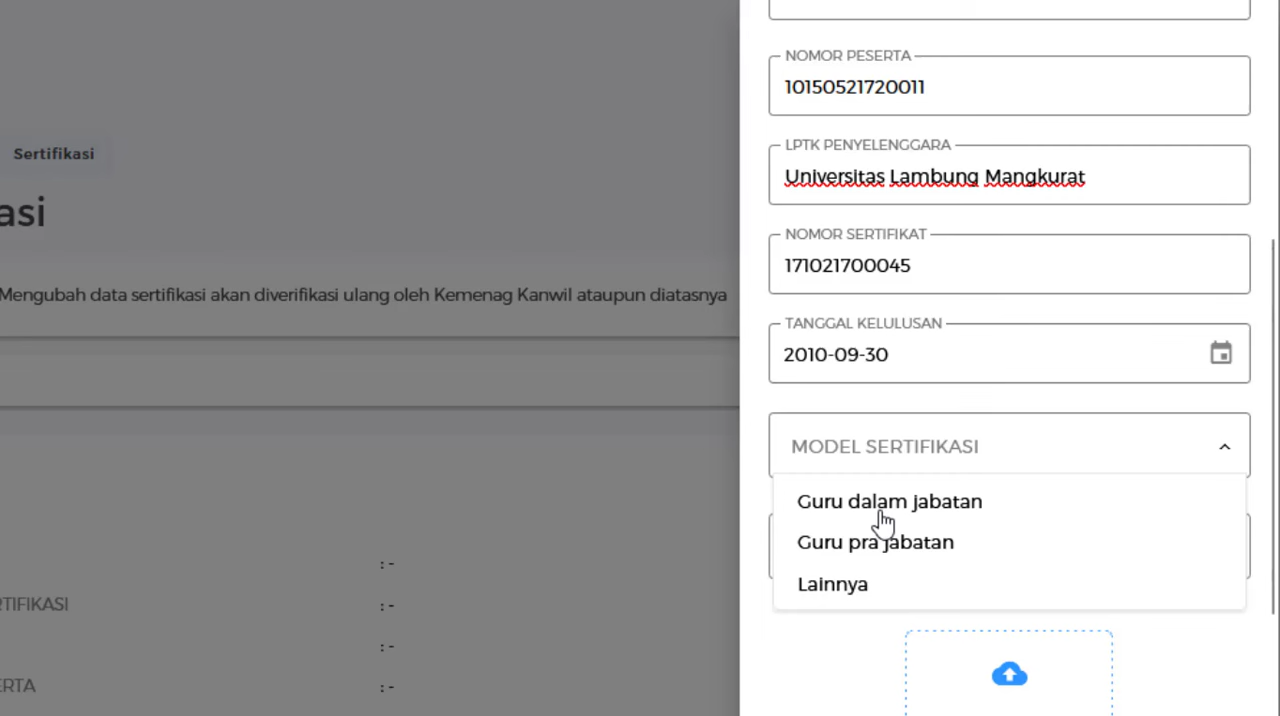 Sertifikasi
asi
Mengubah data sertifikasi akan diverifikasi ulang oleh Kemenag Kanwil ataupun diatasnya
: -
RTIFIKASI : -
: -
ERTA : -
NOMOR PESERTA
10150521720011
LPTK PENYELENGGARA
Universitas Lambung Mangkurat
NOMOR SERTIFIKAT
171021700045
TANGGAL KELULUSAN
2010-09-30
MODEL SERTIFIKASI
Guru dalam jabatan
Guru pra jabatan
Lainnya